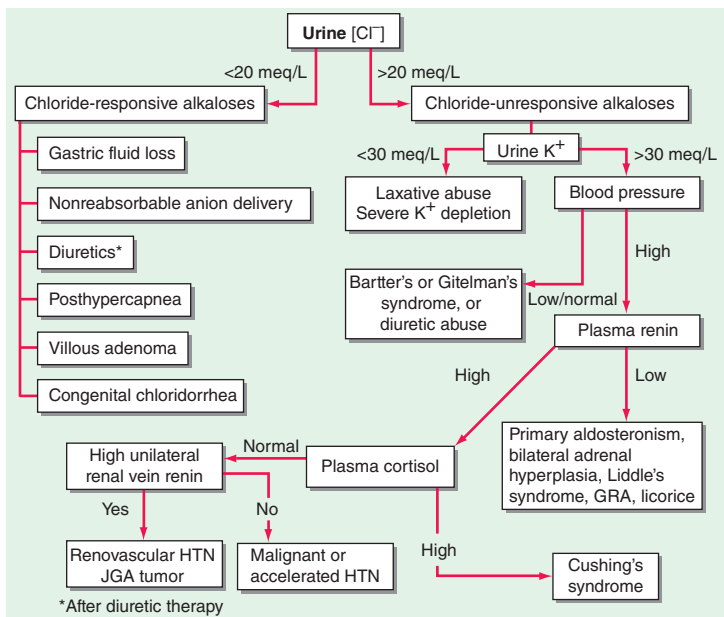 Urine [Cl⁻]
<20 meq/L
>20 meq/L
Chloride-responsive alkaloses
Chloride-unresponsive alkaloses
Gastric fluid loss
Nonreabsorbable anion delivery
Diuretics*
Posthypercapnea
Villous adenoma
Congenital chloridorrhea
<30 meq/L
Urine K⁺
>30 meq/L
Laxative abuse
Severe K⁺ depletion
Blood pressure
High
Low/normal
Bartter's or Gitelman's
syndrome, or
diuretic abuse
Plasma renin
High
Low
Primary aldosteronism,
bilateral adrenal
hyperplasia, Liddle's
syndrome, GRA, licorice
Plasma cortisol
Normal
High unilateral
renal vein renin
Yes
No
High
Renovascular HTN
JGA tumor
Malignant or
accelerated HTN
Cushing's
syndrome
*After diuretic therapy